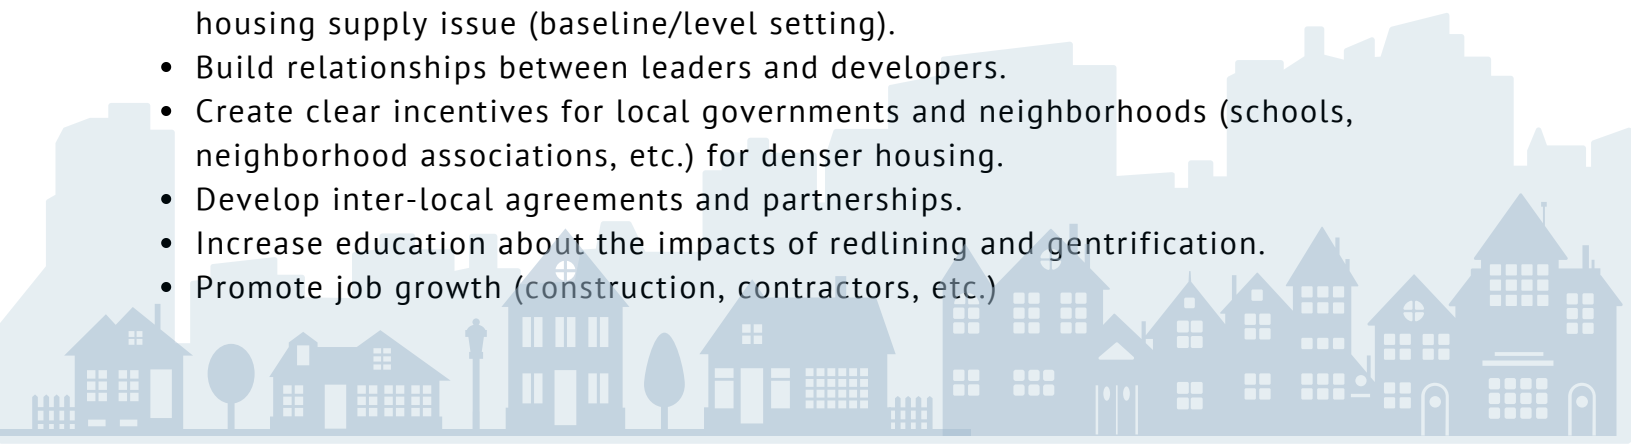 housing supply issue (baseline/level setting).
• Build relationships between leaders and developers.
• Create clear incentives for local governments and neighborhoods (schools,
neighborhood associations, etc.) for denser housing.
• Develop inter-local agreements and partnerships.
• Increase education about the impacts of redlining and gentrification.
• Promote job growth (construction, contractors, etc.)